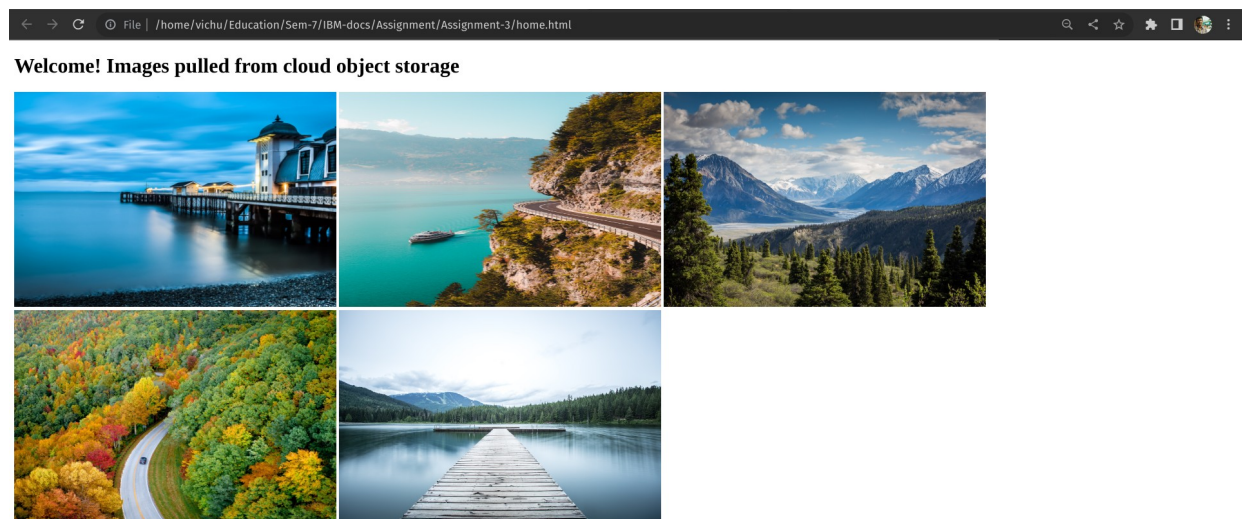 File | /home/vichu/Education/Sem-7/IBM-docs/Assignment/Assignment-3/home.html
Welcome! Images pulled from cloud object storage